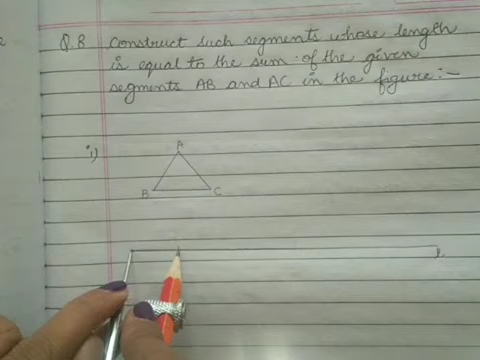 Q.8 Construct such segments whose length
is equal to the sum of the given
segments AB and AC in the figure:-
i)
A
B C